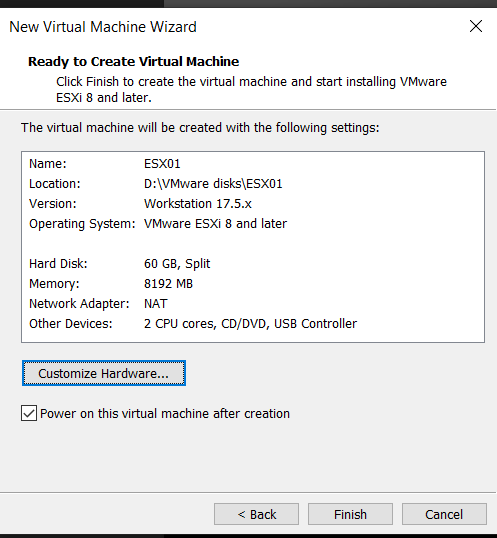 New Virtual Machine Wizard
Ready to Create Virtual Machine
Click Finish to create the virtual machine and start installing VMware
ESXi 8 and later.
The virtual machine will be created with the following settings:
Name: ESX01
Location: D:\VMware disks\ESX01
Version: Workstation 17.5.x
Operating System: VMware ESXi 8 and later
Hard Disk: 60 GB, Split
Memory: 8192 MB
Network Adapter: NAT
Other Devices: 2 CPU cores, CD/DVD, USB Controller
Customize Hardware...
Power on this virtual machine after creation
< Back Finish Cancel